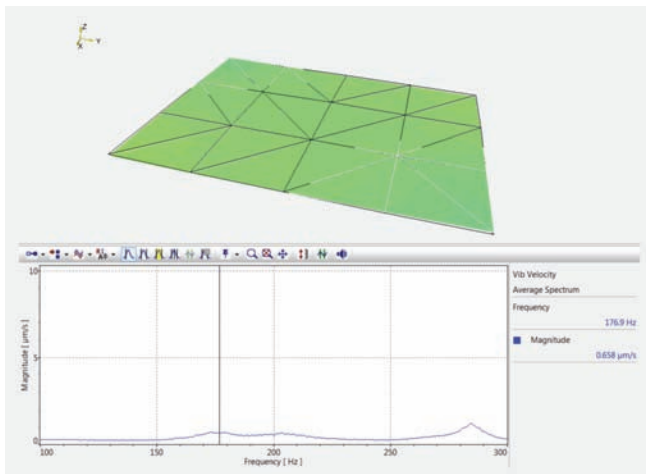 Z
Y
X
10
5
0
Magnitude [ µm/s ]
100
150
200
250
300
Frequency [ Hz ]
Vib Velocity
Average Spectrum
Frequency
176.9 Hz
Magnitude
0.658 µm/s